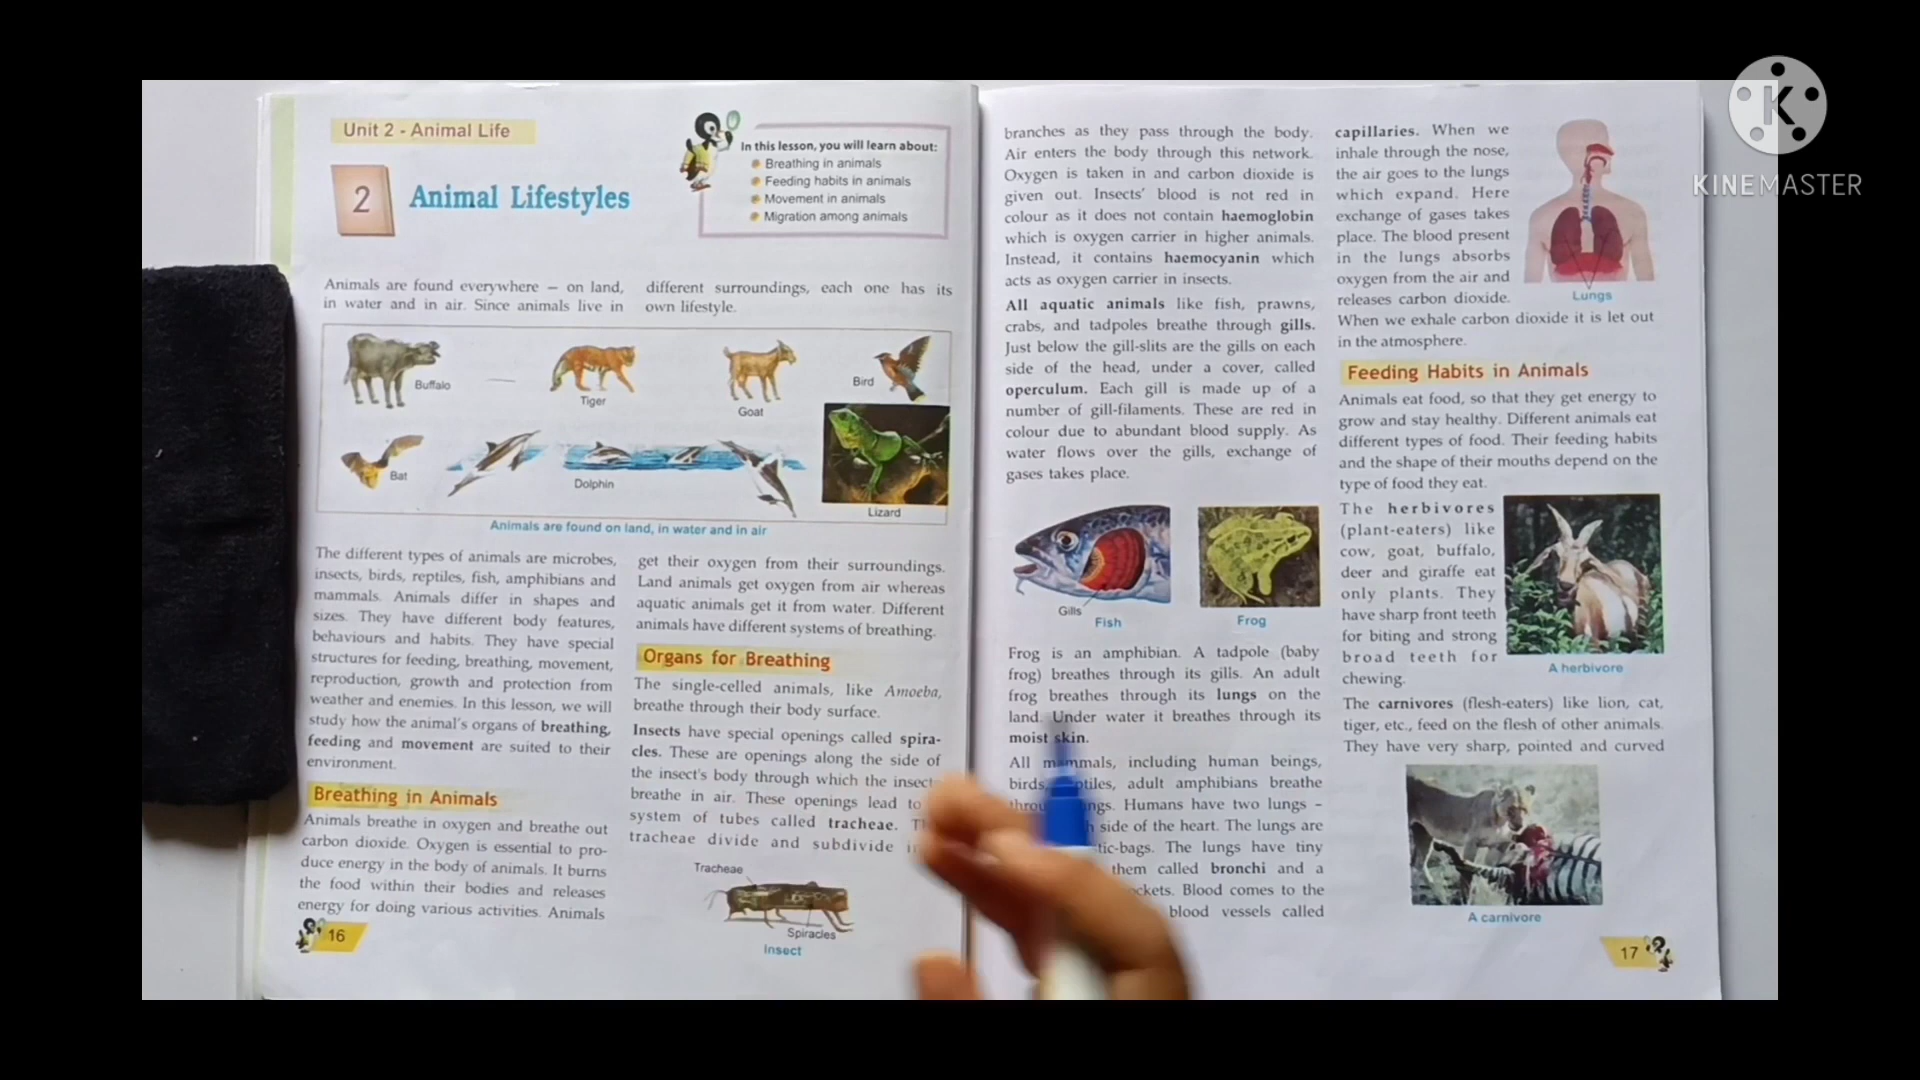 Unit 2 - Animal Life
2
Animal Lifestyles
In this lesson, you will learn about:
Breathing in animals
Feeding habits in animals
Movement in animals
Migration among animals
Animals are found everywhere – on land,
in water and in air. Since animals live in
different surroundings, each one has its
own lifestyle.
Buffalo
Tiger
Goat
Bird
Bat
Dolphin
Lizard
Animals are found on land, in water and in air
The different types of animals are microbes,
insects, birds, reptiles, fish, amphibians and
mammals. Animals differ in shapes and
sizes. They have different body features,
behaviours and habits. They have special
structures for feeding, breathing, movement,
reproduction, growth and protection from
weather and enemies. In this lesson, we will
study how the animal's organs of breathing,
feeding and movement are suited to their
environment.
Breathing in Animals
Animals breathe in oxygen and breathe out
carbon dioxide. Oxygen is essential to pro-
duce energy in the body of animals. It burns
the food within their bodies and releases
energy for doing various activities. Animals
16
get their oxygen from their surroundings.
Land animals get oxygen from air whereas
aquatic animals get it from water. Different
animals have different systems of breathing.
Organs for Breathing
The single-celled animals, like Amoeba,
breathe through their body surface.
Insects have special openings called spira-
cles. These are openings along the side of
the insect's body through which the insects
breathe in air. These openings lead to
system of tubes called tracheae.
tracheae divide and subdivide
Tracheae
Spiracles
Insect
branches as they pass through the body.
Air enters the body through this network.
Oxygen is taken in and carbon dioxide is
given out. Insects' blood is not red in
colour as it does not contain haemoglobin
which is oxygen carrier in higher animals.
Instead, it contains haemocyanin which
acts as oxygen carrier in insects.
All aquatic animals like fish, prawns,
crabs, and tadpoles breathe through gills.
Just below the gill-slits are the gills on each
side of the head, under a cover, called
operculum. Each gill is made up of a
number of gill-filaments. These are red in
colour due to abundant blood supply. As
water flows over the gills, exchange of
gases takes place.
Gills
Fish
Frog
Frog is an amphibian. A tadpole (baby
frog) breathes through its gills. An adult
frog breathes through its lungs on the
land. Under water it breathes through its
moist skin.
All mammals, including human beings,
birds, reptiles, adult amphibians breathe
through lungs. Humans have two lungs –
side of the heart. The lungs are
tic-bags. The lungs have tiny
them called bronchi and a
ckets. Blood comes to the
blood vessels called
capillaries. When we
inhale through the nose,
the air goes to the lungs
which expand. Here
exchange of gases takes
place. The blood present
in the lungs absorbs
oxygen from the air and
releases carbon dioxide.
When we exhale carbon dioxide it is let out
in the atmosphere.
Lungs
Feeding Habits in Animals
Animals eat food, so that they get energy to
grow and stay healthy. Different animals eat
different types of food. Their feeding habits
and the shape of their mouths depend on the
type of food they eat.
The herbivores
(plant-eaters) like
cow, goat, buffalo,
deer and giraffe eat
only plants. They
have sharp front teeth
for biting and strong
broad teeth for
chewing.
A herbivore
The carnivores (flesh-eaters) like lion, cat,
tiger, etc., feed on the flesh of other animals.
They have very sharp, pointed and curved
A carnivore
17
K
KINEMASTER